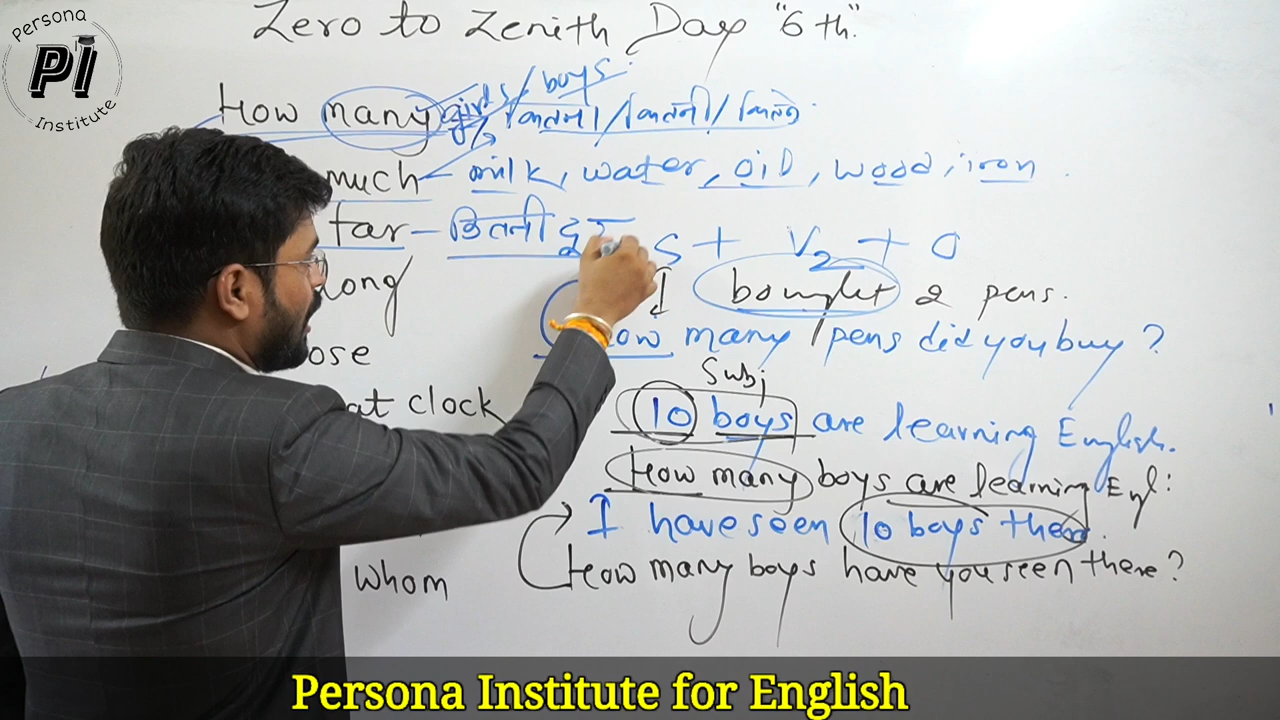 Persona
PI
Institute
Zero to Zenith Day "6th"
girls / boys
How many कितना / कितनी / कितने
much - milk, water, oil, wood, iron
far - कितनी दू
S + V2 + O
long
I bought 2 pens.
How many pens did you buy?
ose
Subj
at clock
10 boys are learning English.
How many boys are learning Engl:
I have seen 10 boys there.
whom
How many boys have you seen there?
Persona Institute for English